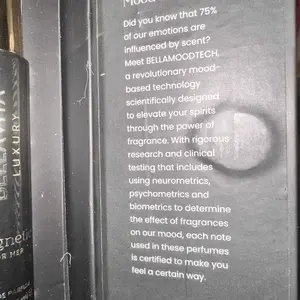 Mood
Did you know that 75%
of our emotions are
influenced by scent?
Meet BELLAMOODTECH,
a revolutionary mood-
based technology
scientifically designed
to elevate your spirits
through the power of
fragrance. With rigorous
research and clinical
testing that includes
using neurometrics,
psychometrics and
biometrics to determine
the effect of fragrances
on our mood, each note
used in these perfumes
is certified to make you
feel a certain way.
LUXURY